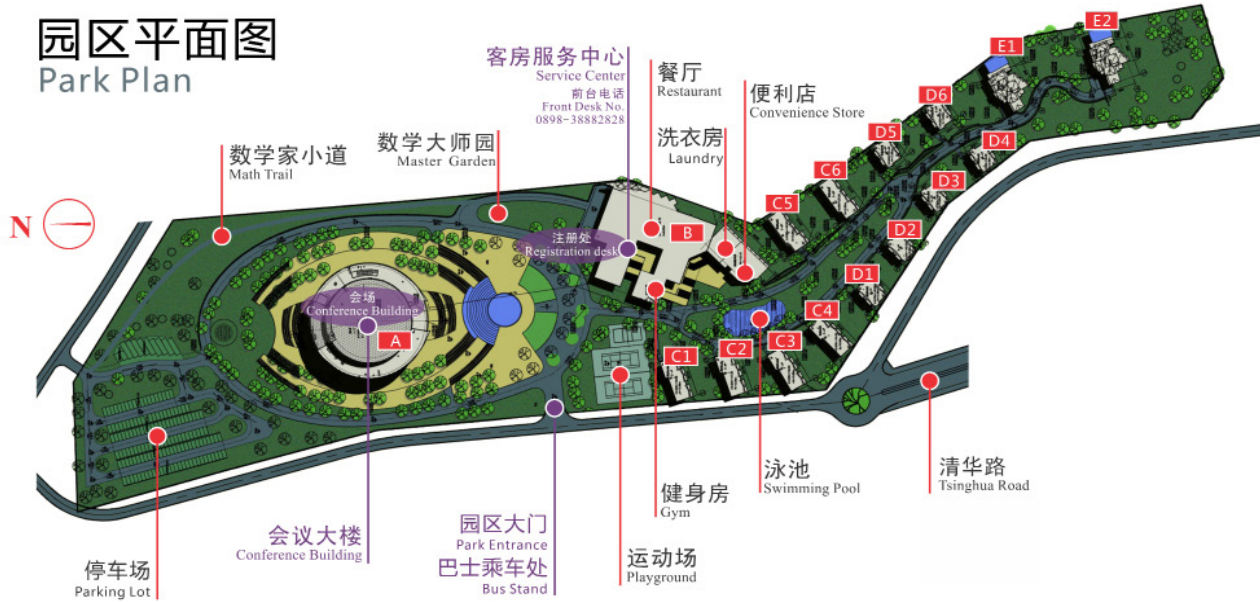 园区平面图
Park Plan
客房服务中心
Service Center
前台电话
Front Desk No.
0898-38882828
餐厅
Restaurant
便利店
Convenience Store
洗衣房
Laundry
数学大师园
Master Garden
数学家小道
Math Trail
N
E2
E1
D6
D5
D4
C6
D3
C5
D2
注册处
Registration desk
B
D1
会场
Conference Building
A
C4
C3
C2
C1
清华路
Tsinghua Road
泳池
Swimming Pool
健身房
Gym
运动场
Playground
园区大门
Park Entrance
巴士乘车处
Bus Stand
会议大楼
Conference Building
停车场
Parking Lot